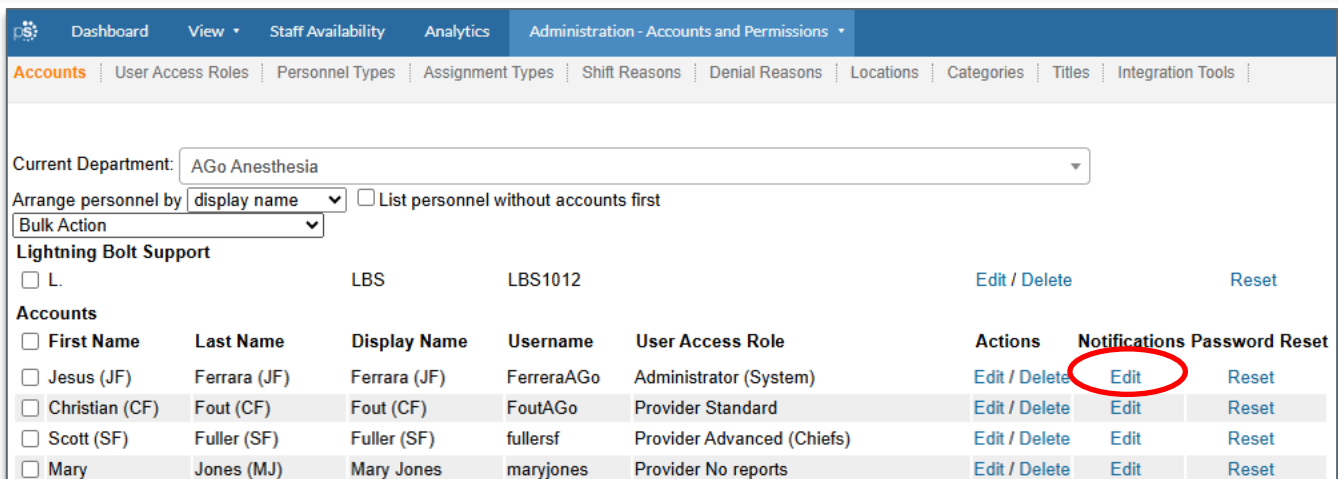 ps Dashboard View Staff Availability Analytics Administration - Accounts and Permissions
Accounts User Access Roles Personnel Types Assignment Types Shift Reasons Denial Reasons Locations Categories Titles Integration Tools
Current Department: AGo Anesthesia
Arrange personnel by display name List personnel without accounts first
Bulk Action
Lightning Bolt Support
L. LBS LBS1012 Edit / Delete Reset
Accounts
First Name Last Name Display Name Username User Access Role Actions Notifications Password Reset
Jesus (JF) Ferrara (JF) Ferrara (JF) FerreraAGo Administrator (System) Edit / Delete Edit Reset
Christian (CF) Fout (CF) Fout (CF) FoutAGo Provider Standard Edit / Delete Edit Reset
Scott (SF) Fuller (SF) Fuller (SF) fullersf Provider Advanced (Chiefs) Edit / Delete Edit Reset
Mary Jones (MJ) Mary Jones maryjones Provider No reports Edit / Delete Edit Reset